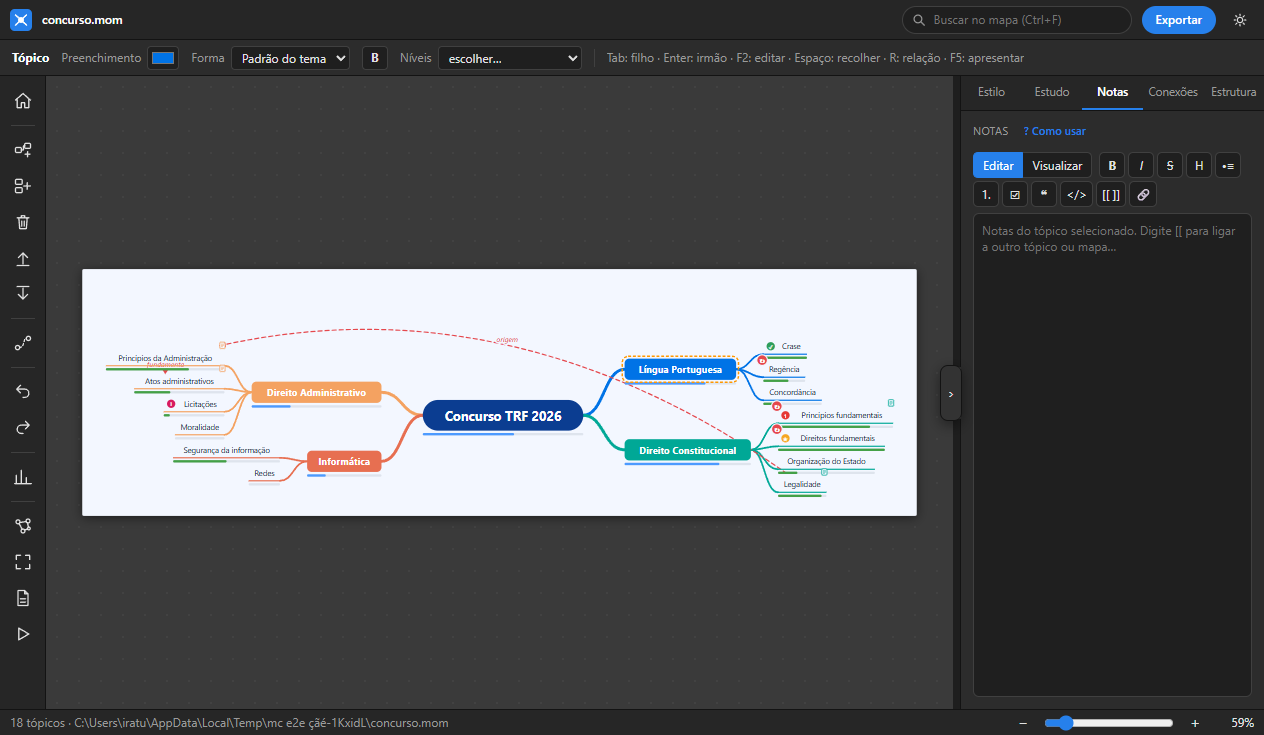 concurso.mom
Buscar no mapa (Ctrl+F)
Exportar
Tópico
Preenchimento
Forma
Padrão do tema
B
Níveis
escolher...
Tab: filho · Enter: irmão · F2: editar · Espaço: recolher · R: relação · F5: apresentar
Estilo
Estudo
Notas
Conexões
Estrutura
NOTAS
? Como usar
Editar
Visualizar
B
I
S
H
1.
❝
</>
[[ ]]
Notas do tópico selecionado. Digite [[ para ligar
a outro tópico ou mapa...
origem
Princípios da Administração
fundamenta
Atos administrativos
Licitações
Moralidade
Direito Administrativo
Segurança da informação
Redes
Informática
Concurso TRF 2026
Língua Portuguesa
Crase
Regência
Concordância
Direito Constitucional
Princípios fundamentais
Direitos fundamentais
Organização do Estado
Legalidade
18 tópicos · C:\Users\iratu\AppData\Local\Temp\mc e2e çãé-1KxidL\concurso.mom
59%